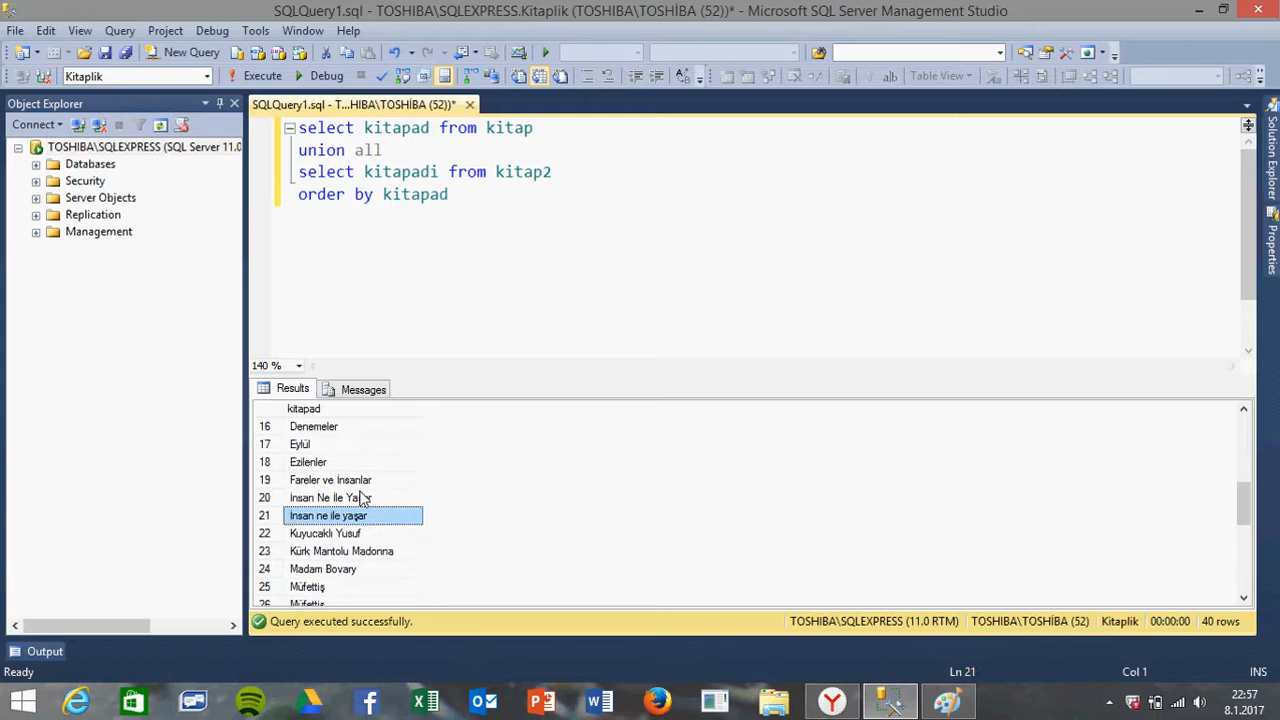 SQLQuery1.sql - TOSHIBA\SQLEXPRESS.Kitaplik (TOSHIBA\TOSHİBA (52))* - Microsoft SQL Server Management Studio
File Edit View Query Project Debug Tools Window Help
New Query
Kitaplik Execute Debug Table View
Object Explorer
SQLQuery1.sql - T...HIBA\TOSHİBA (52))*
Connect
TOSHIBA\SQLEXPRESS (SQL Server 11.0
Databases
Security
Server Objects
Replication
Management
select kitapad from kitap
union all
select kitapadi from kitap2
order by kitapad
Solution Explorer
Properties
140 %
Results Messages
kitapad
16 Denemeler
17 Eylül
18 Ezilenler
19 Fareler ve İnsanlar
20 İnsan Ne İle Yaşar
21 İnsan ne ile yaşar
22 Kuyucaklı Yusuf
23 Kürk Mantolu Madonna
24 Madam Bovary
25 Müfettiş
26 Müfettiş
Query executed successfully. TOSHIBA\SQLEXPRESS (11.0 RTM) TOSHIBA\TOSHİBA (52) Kitaplik 00:00:00 40 rows
Output
Ready Ln 21 Col 1 INS
22:57
8.1.2017